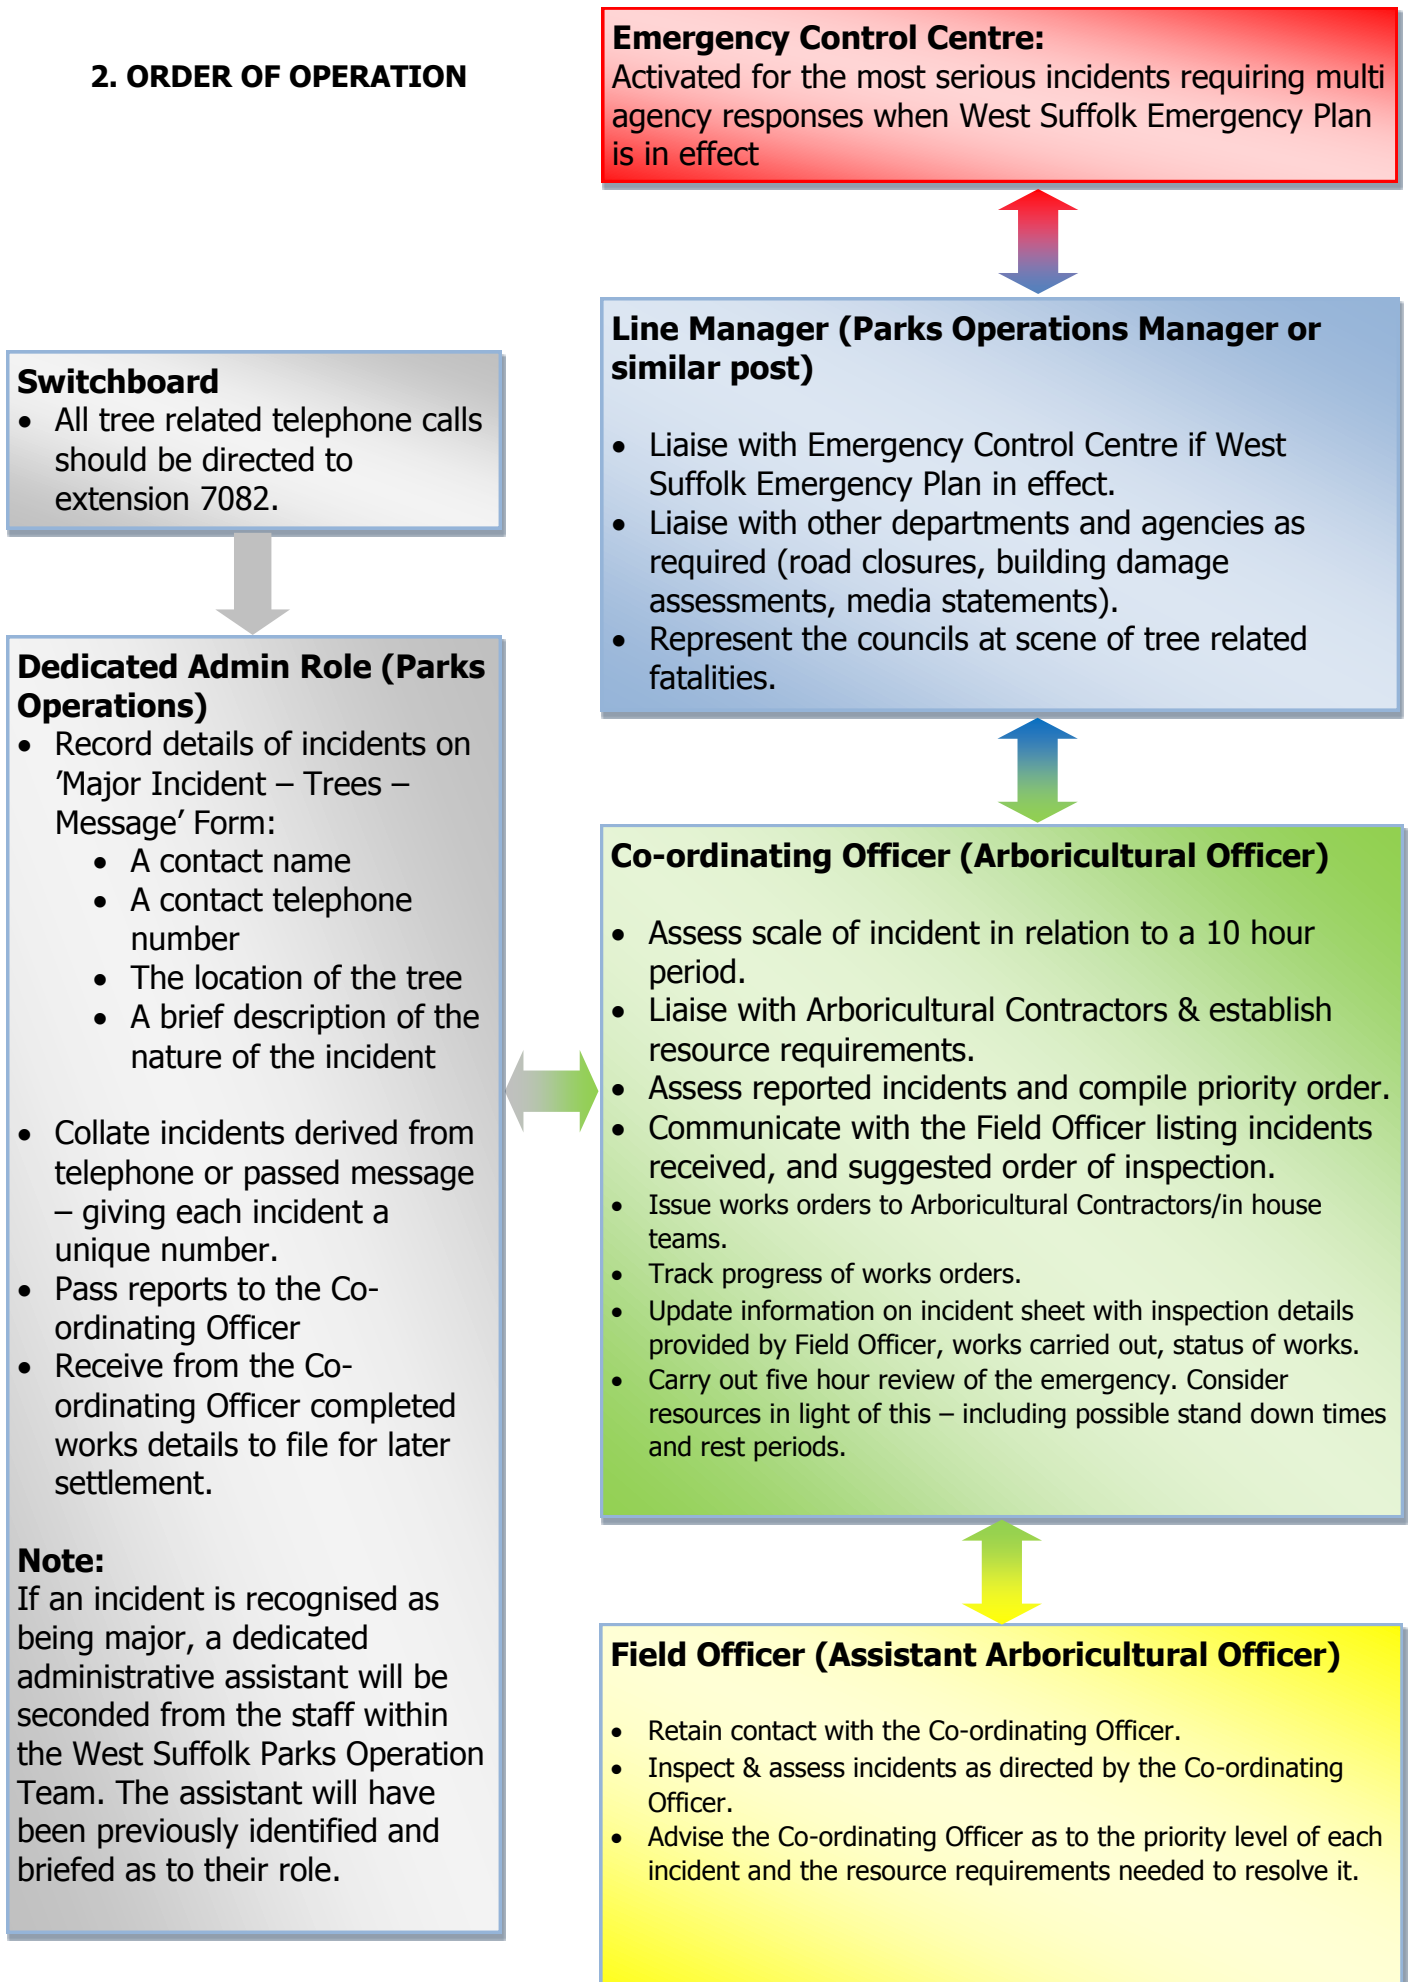 2. ORDER OF OPERATION
Emergency Control Centre:
Activated for the most serious incidents requiring multi
agency responses when West Suffolk Emergency Plan
is in effect
Line Manager (Parks Operations Manager or
similar post)
• Liaise with Emergency Control Centre if West
Suffolk Emergency Plan in effect.
• Liaise with other departments and agencies as
required (road closures, building damage
assessments, media statements).
• Represent the councils at scene of tree related
fatalities.
Switchboard
• All tree related telephone calls
should be directed to
extension 7082.
Dedicated Admin Role (Parks
Operations)
• Record details of incidents on
’Major Incident – Trees –
Message’ Form:
• A contact name
• A contact telephone
number
• The location of the tree
• A brief description of the
nature of the incident
• Collate incidents derived from
telephone or passed message
– giving each incident a
unique number.
• Pass reports to the Co-
ordinating Officer
• Receive from the Co-
ordinating Officer completed
works details to file for later
settlement.
Note:
If an incident is recognised as
being major, a dedicated
administrative assistant will be
seconded from the staff within
the West Suffolk Parks Operation
Team. The assistant will have
been previously identified and
briefed as to their role.
Co-ordinating Officer (Arboricultural Officer)
• Assess scale of incident in relation to a 10 hour
period.
• Liaise with Arboricultural Contractors & establish
resource requirements.
• Assess reported incidents and compile priority order.
• Communicate with the Field Officer listing incidents
received, and suggested order of inspection.
• Issue works orders to Arboricultural Contractors/in house
teams.
• Track progress of works orders.
• Update information on incident sheet with inspection details
provided by Field Officer, works carried out, status of works.
• Carry out five hour review of the emergency. Consider
resources in light of this – including possible stand down times
and rest periods.
Field Officer (Assistant Arboricultural Officer)
• Retain contact with the Co-ordinating Officer.
• Inspect & assess incidents as directed by the Co-ordinating
Officer.
• Advise the Co-ordinating Officer as to the priority level of each
incident and the resource requirements needed to resolve it.